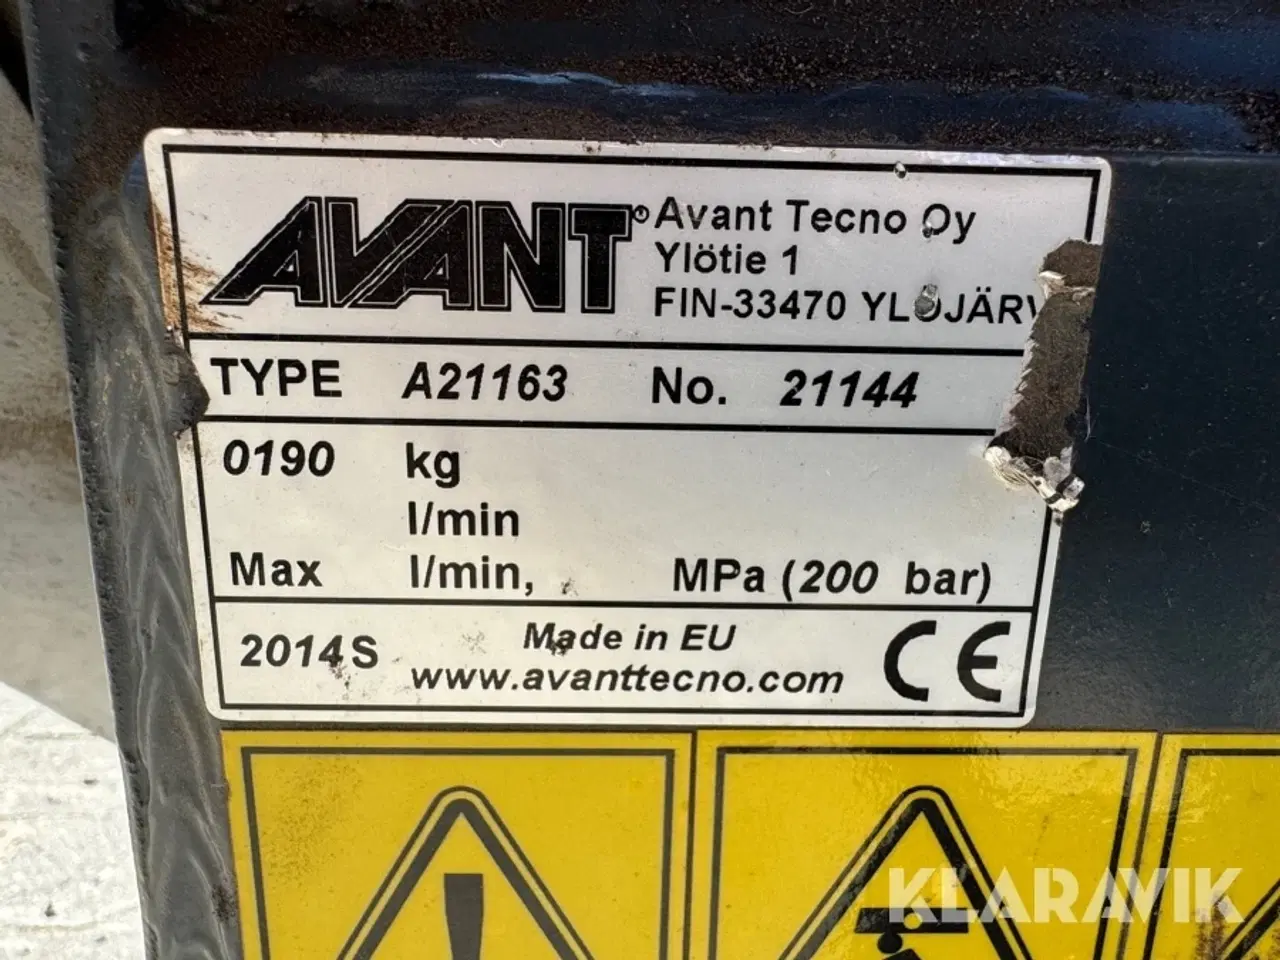 AVANT® Avant Tecno Oy
Ylötie 1
FIN-33470 YLÖJÄRV
TYPE A21163 No. 21144
0190 kg
l/min
Max l/min, MPa (200 bar)
2014S Made in EU
www.avanttecno.com CE
KLARAVIK